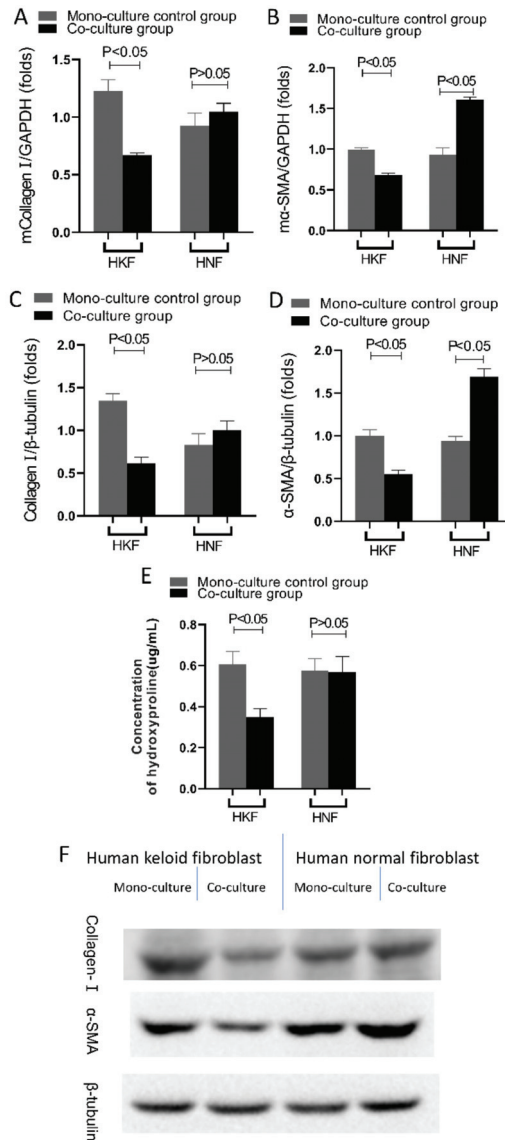 A
Mono-culture control group
Co-culture group
P<0.05
P>0.05
mCollagen I/GAPDH (folds)
1.5
1.0
0.5
0.0
HKF
HNF
B
Mono-culture control group
Co-culture group
P<0.05
P<0.05
mα-SMA/GAPDH (folds)
2.0
1.5
1.0
0.5
0.0
HKF
HNF
C
Mono-culture control group
Co-culture group
P<0.05
P>0.05
Collagen I/β-tubulin (folds)
2.0
1.5
1.0
0.5
0.0
HKF
HNF
D
Mono-culture control group
Co-culture group
P<0.05
P<0.05
α-SMA/β-tubulin (folds)
2.0
1.5
1.0
0.5
0.0
HKF
HNF
E
Mono-culture control group
Co-culture group
P<0.05
P>0.05
Concentration
of hydroxyproline(ug/mL)
0.8
0.6
0.4
0.2
0.0
HKF
HNF
F
Human keloid fibroblast
Human normal fibroblast
Mono-culture
Co-culture
Mono-culture
Co-culture
Collagen- I
α-SMA
β-tubulin